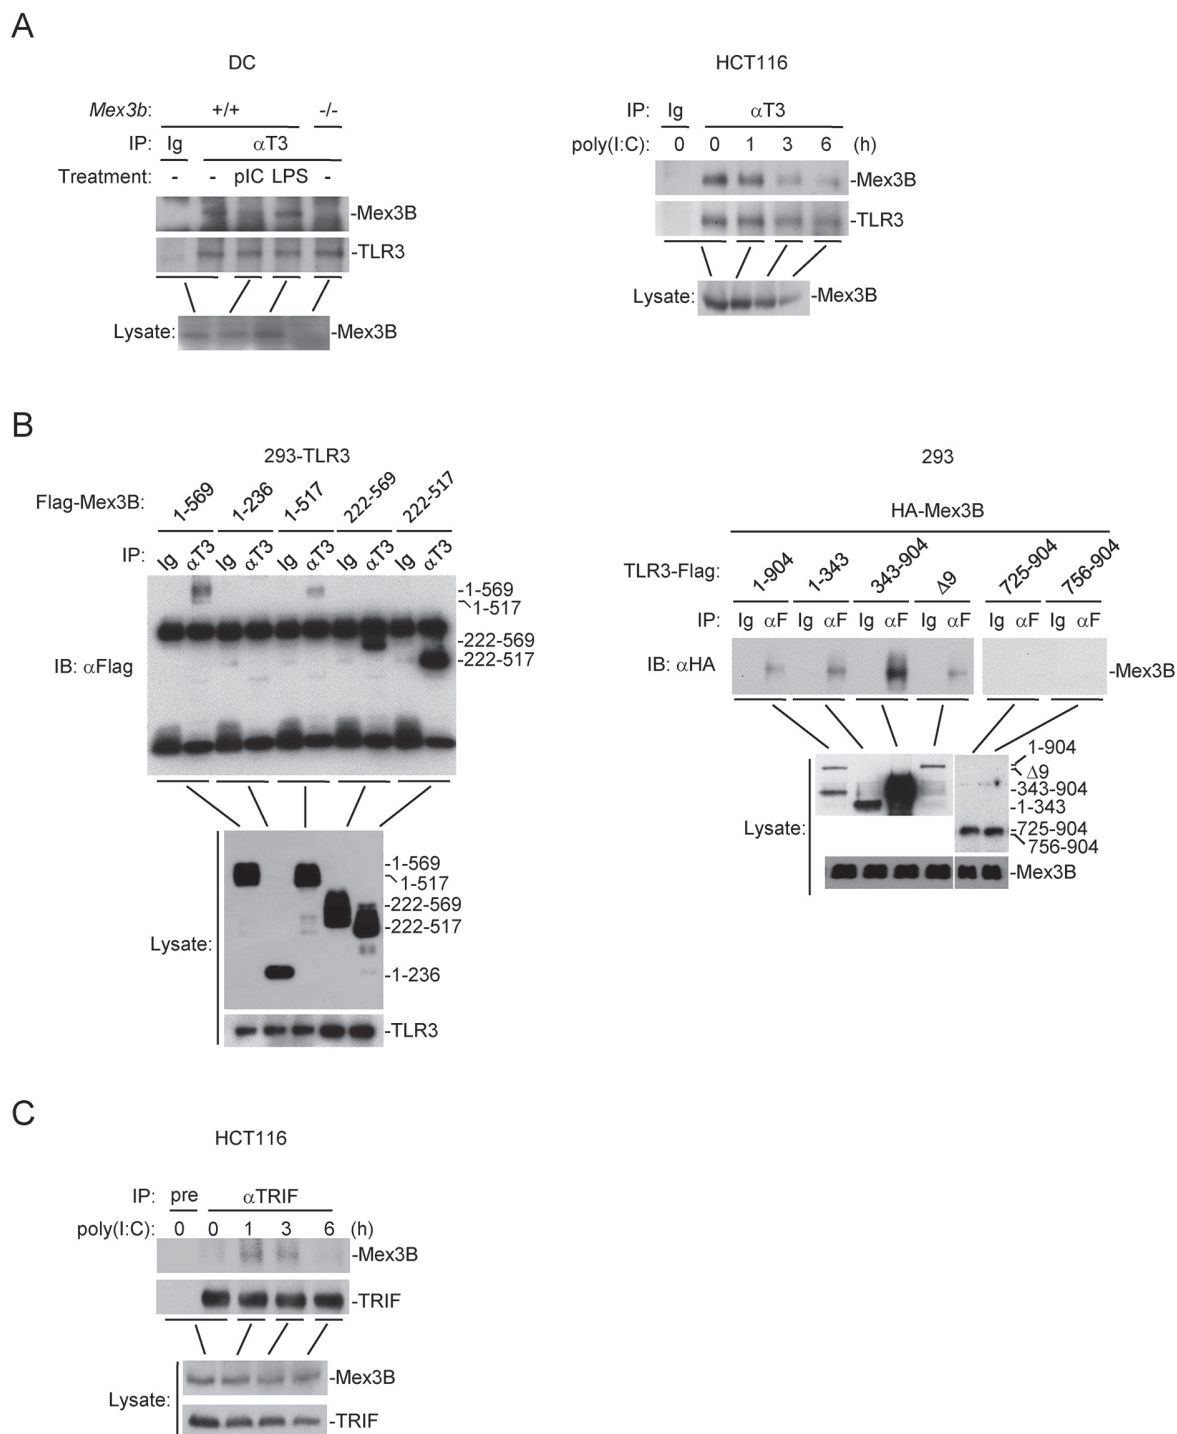 A
DC
Mex3b: +/+ -/-
IP: Ig αT3
Treatment: - - pIC LPS -
-Mex3B
-TLR3
Lysate: -Mex3B
HCT116
IP: Ig αT3
poly(I:C): 0 0 1 3 6 (h)
-Mex3B
-TLR3
Lysate: -Mex3B
B
293-TLR3
Flag-Mex3B: 1-569 1-236 1-517 222-569 222-517
IP: Ig αT3 Ig αT3 Ig αT3 Ig αT3 Ig αT3
-1-569
1-517
-222-569
IB: αFlag -222-517
-1-569
1-517
-222-569
-222-517
Lysate:
-1-236
-TLR3
293
HA-Mex3B
TLR3-Flag: 1-904 1-343 343-904 Δ9 725-904 756-904
IP: Ig αF Ig αF Ig αF Ig αF Ig αF Ig αF
IB: αHA -Mex3B
1-904
Δ9
-343-904
-1-343
Lysate: -725-904
756-904
-Mex3B
C
HCT116
IP: pre αTRIF
poly(I:C): 0 0 1 3 6 (h)
-Mex3B
-TRIF
-Mex3B
Lysate:
-TRIF